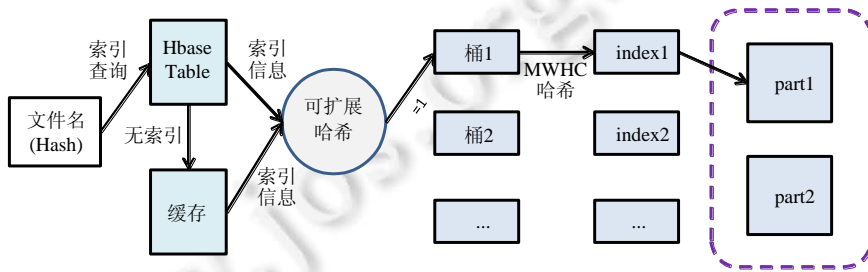 索引
查询
Hbase
Table
索引
信息
文件名
(Hash)
无索引
缓存
索引
信息
可扩展
哈希
=1
桶1
MWHC
哈希
index1
part1
桶2
index2
part2
...
...